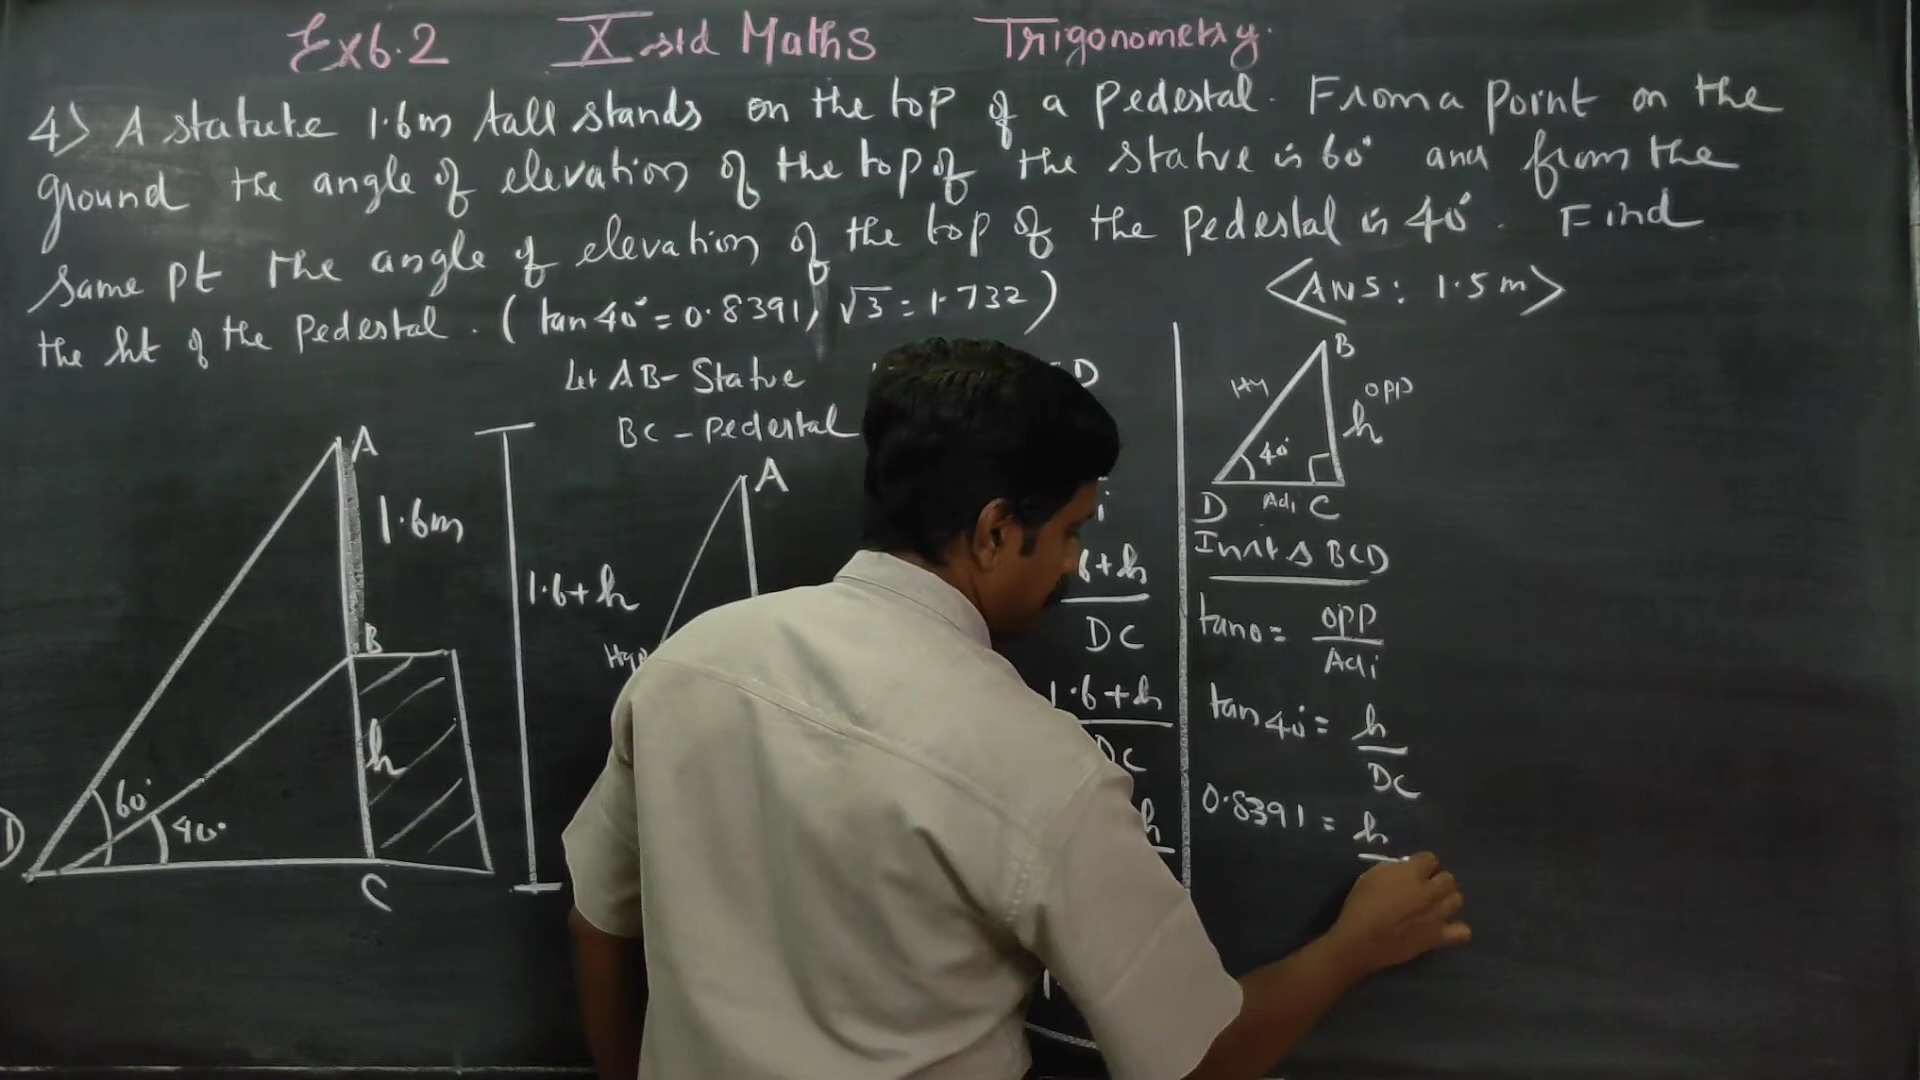 Ex 6.2 X std Maths Trigonometry.
4) A statute 1.6m tall stands on the top of a pedestal. From a point on the
ground the angle of elevation of the top of the statue is 60° and from the
same pt the angle of elevation of the top of the pedestal is 40°. Find
the ht of the pedestal. (tan 40° = 0.8391, √3 = 1.732)
<ANS: 1.5m>
Let AB - Statue
BC - pedestal
A
1.6m
B
h
60°
40°
D
C
1.6+h
A
D
+h
DC
1.6+h
DC
h
B
Hy
opp
h
40°
D Adj C
In rt Δ BCD
tanθ = opp/Adj
tan 40° = h/DC
0.8391 = h